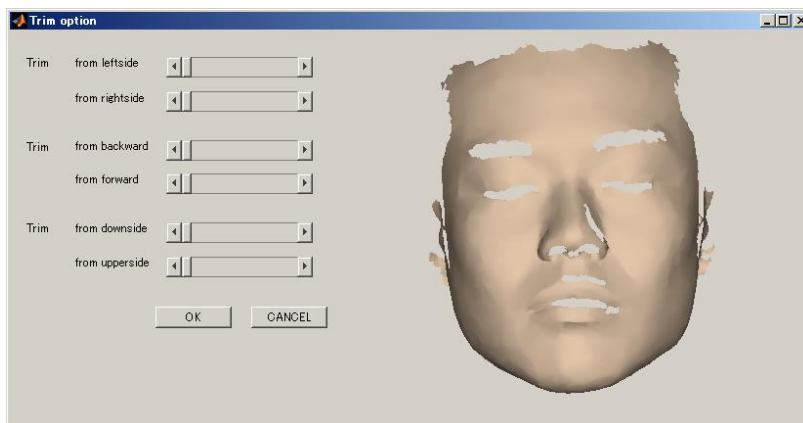 Trim option
Trim from leftside
from rightside
Trim from backward
from forward
Trim from downside
from upperside
OK CANCEL